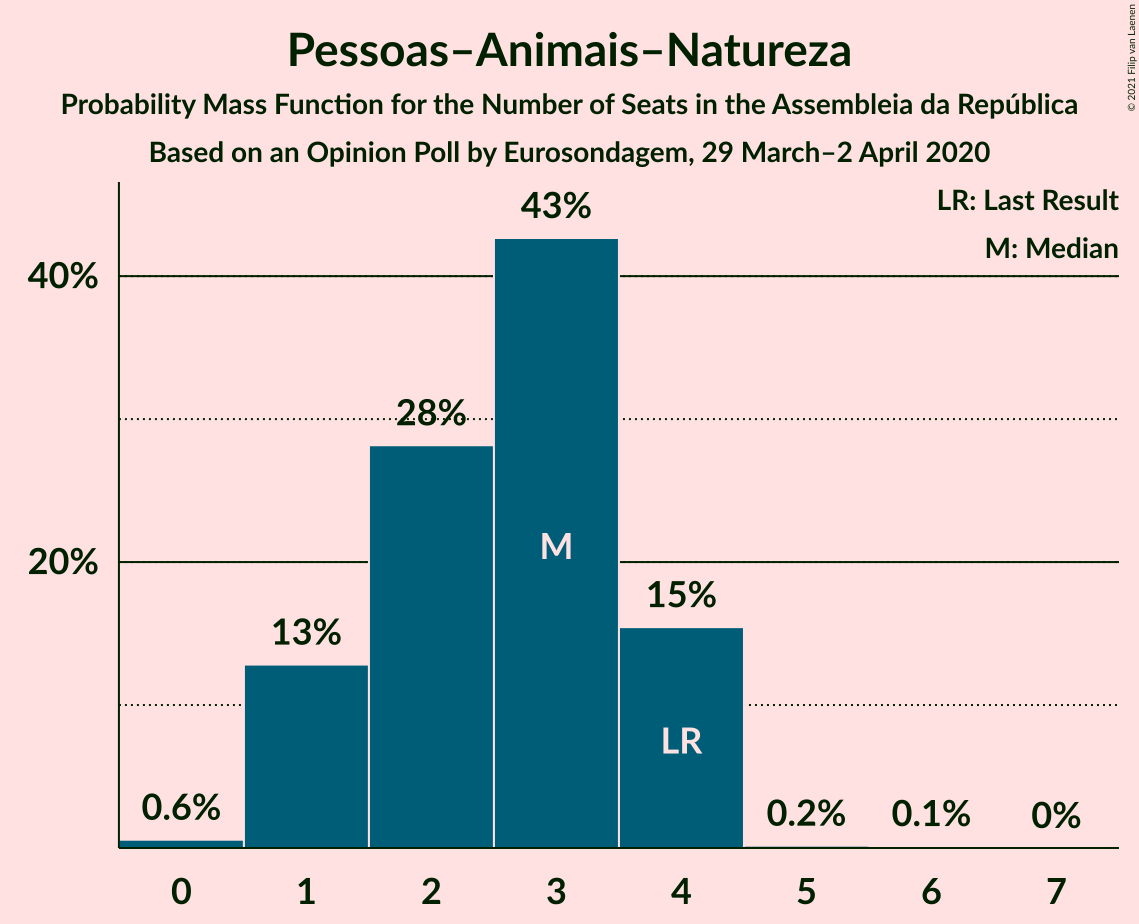 Pessoas–Animais–Natureza
Probability Mass Function for the Number of Seats in the Assembleia da República
Based on an Opinion Poll by Eurosondagem, 29 March–2 April 2020
© 2021 Filip van Laenen
LR: Last Result
M: Median
43%
40%
28%
M
20%
15%
13%
LR
0.6%
0.2%
0.1%
0%
0 1 2 3 4 5 6 7